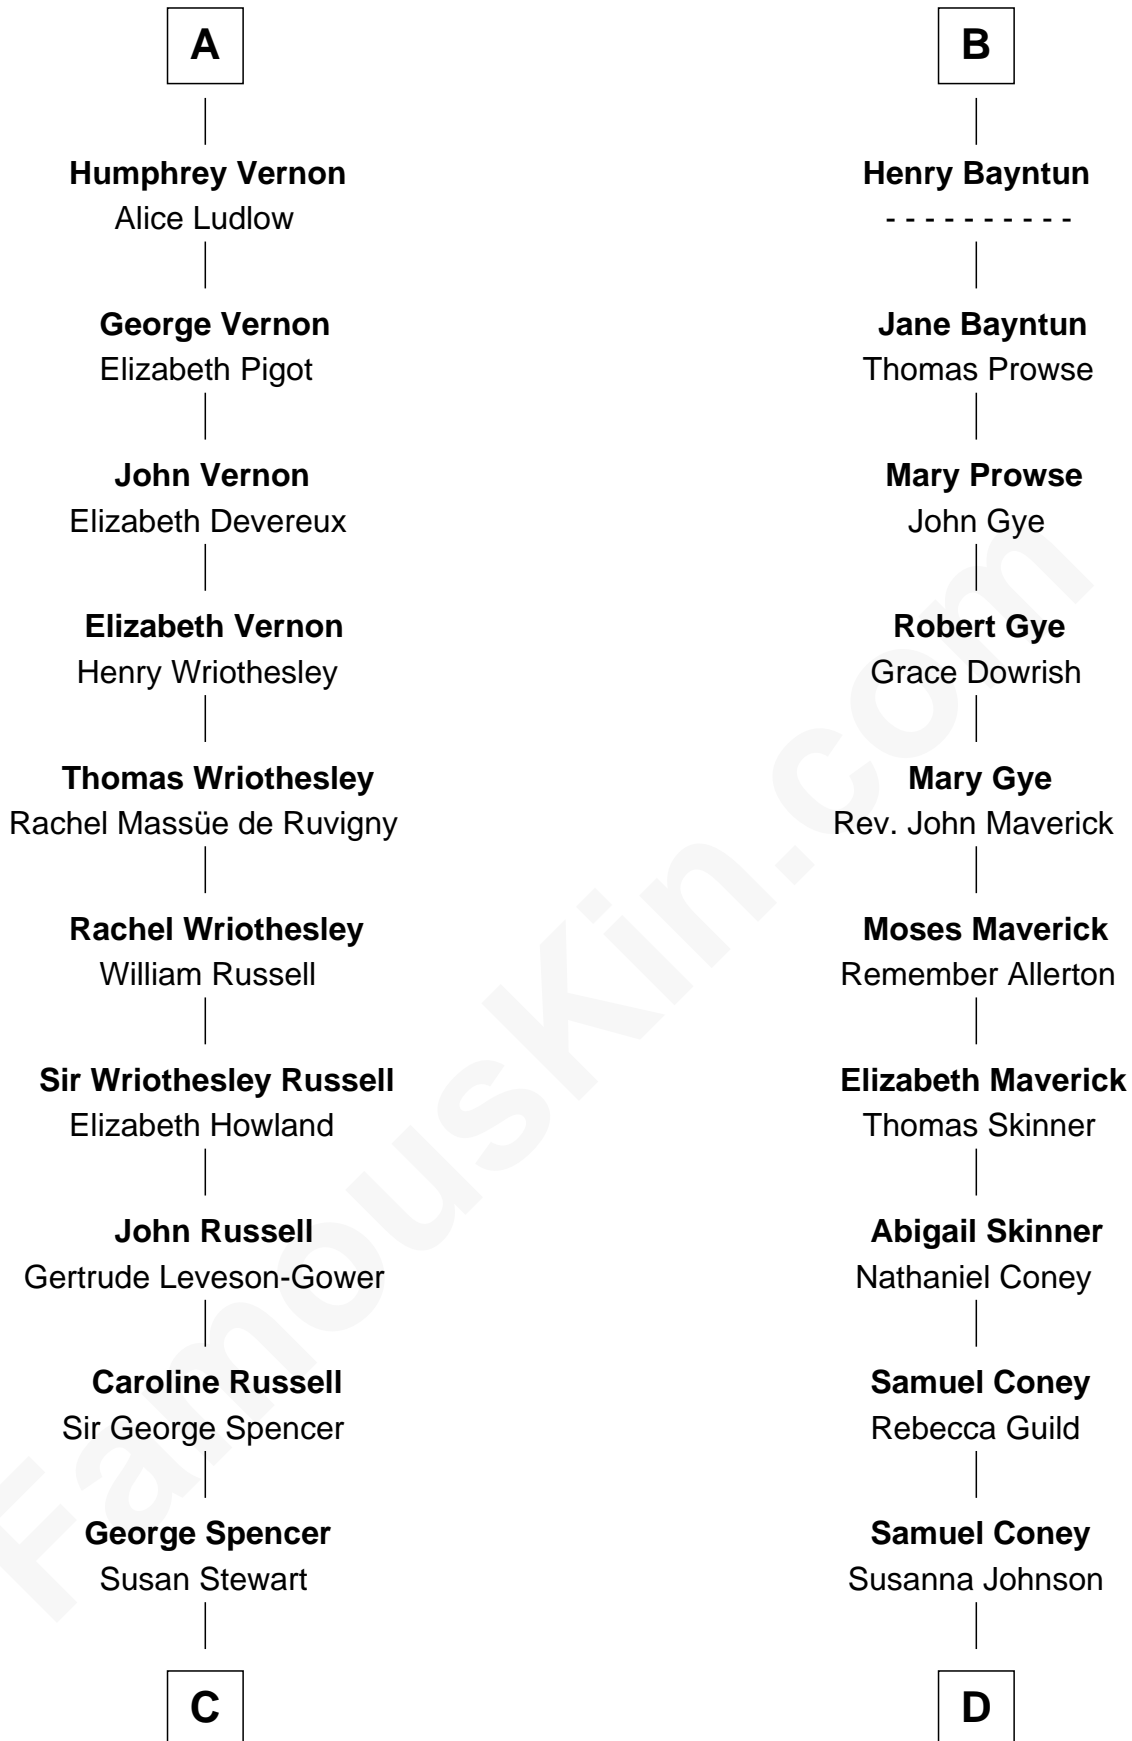 A
Humphrey Vernon
Alice Ludlow
George Vernon
Elizabeth Pigot
John Vernon
Elizabeth Devereux
Elizabeth Vernon
Henry Wriothesley
Thomas Wriothesley
Rachel Massüe de Ruvigny
Rachel Wriothesley
William Russell
Sir Wriothesley Russell
Elizabeth Howland
John Russell
Gertrude Leveson-Gower
Caroline Russell
Sir George Spencer
George Spencer
Susan Stewart
C
B
Henry Bayntun
- - - - - - - - - -
Jane Bayntun
Thomas Prowse
Mary Prowse
John Gye
Robert Gye
Grace Dowrish
Mary Gye
Rev. John Maverick
Moses Maverick
Remember Allerton
Elizabeth Maverick
Thomas Skinner
Abigail Skinner
Nathaniel Coney
Samuel Coney
Rebecca Guild
Samuel Coney
Susanna Johnson
D
FamousKin.com